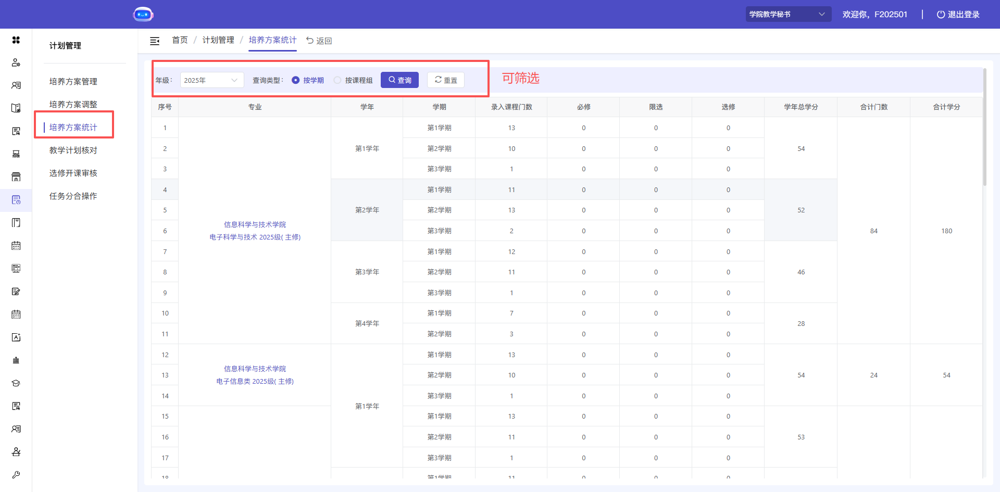 学院教学秘书
欢迎你，F202501 | 退出登录
计划管理
培养方案管理
培养方案调整
培养方案统计
教学计划核对
选修开课审核
任务分合操作
首页 / 计划管理 / 培养方案统计 返回
年级： 2025年 查询类型： 按学期 按课程组 查询 重置
可筛选
序号 专业 学年 学期 录入课程门数 必修 限选 选修 学年总学分 合计门数 合计学分
信息科学与技术学院
电子科学与技术 2025级( 主修)
84 180
第1学年 54
1 第1学期 13 0 0 0
2 第2学期 10 0 0 0
3 第3学期 1 0 0 0
第2学年 52
4 第1学期 11 0 0 0
5 第2学期 13 0 0 0
6 第3学期 2 0 0 0
第3学年 46
7 第1学期 12 0 0 0
8 第2学期 11 0 0 0
9 第3学期 1 0 0 0
第4学年 28
10 第1学期 7 0 0 0
11 第2学期 3 0 0 0
信息科学与技术学院
电子信息类 2025级( 主修)
第1学年 54 24 54
12 第1学期 13 0 0 0
13 第2学期 10 0 0 0
14 第3学期 1 0 0 0
53
15 第1学期 13 0 0 0
16 第2学期 11 0 0 0
17 第3学期 1 0 0 0
18 第1学期 11 0 0 0